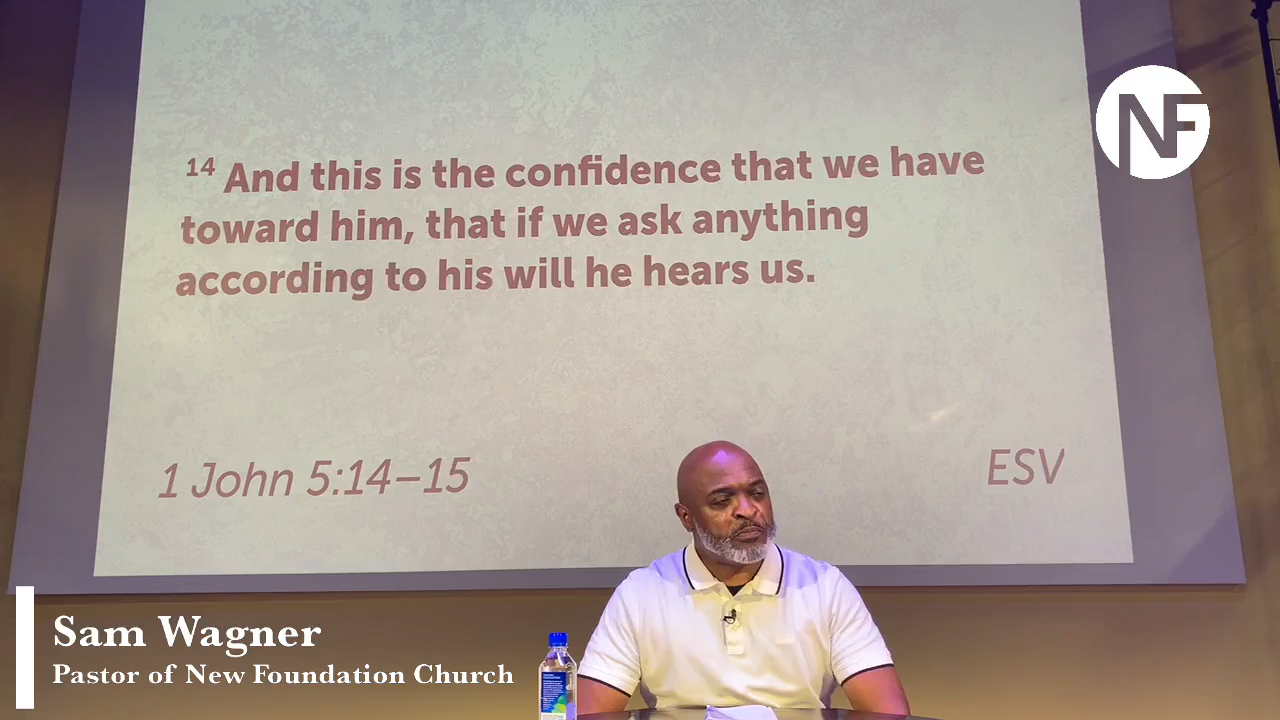 14 And this is the confidence that we have
toward him, that if we ask anything
according to his will he hears us.
1 John 5:14–15
ESV
NF
Sam Wagner
Pastor of New Foundation Church